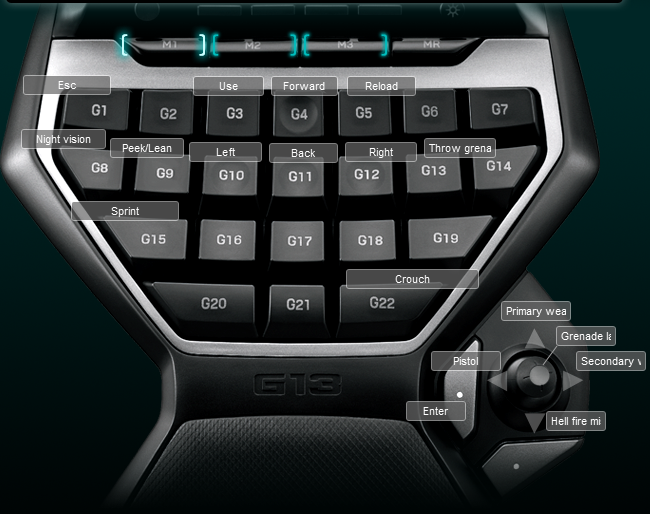 M1 M2 M3 MR
Esc Use Forward Reload
G1 G2 G3 G4 G5 G6 G7
Night vision Peek/Lean Left Back Right Throw grena
G8 G9 G10 G11 G12 G13 G14
Sprint
G15 G16 G17 G18 G19
Crouch
G20 G21 G22
Primary wea
Grenade la
Pistol Secondary w
G13
Enter
Hell fire mi